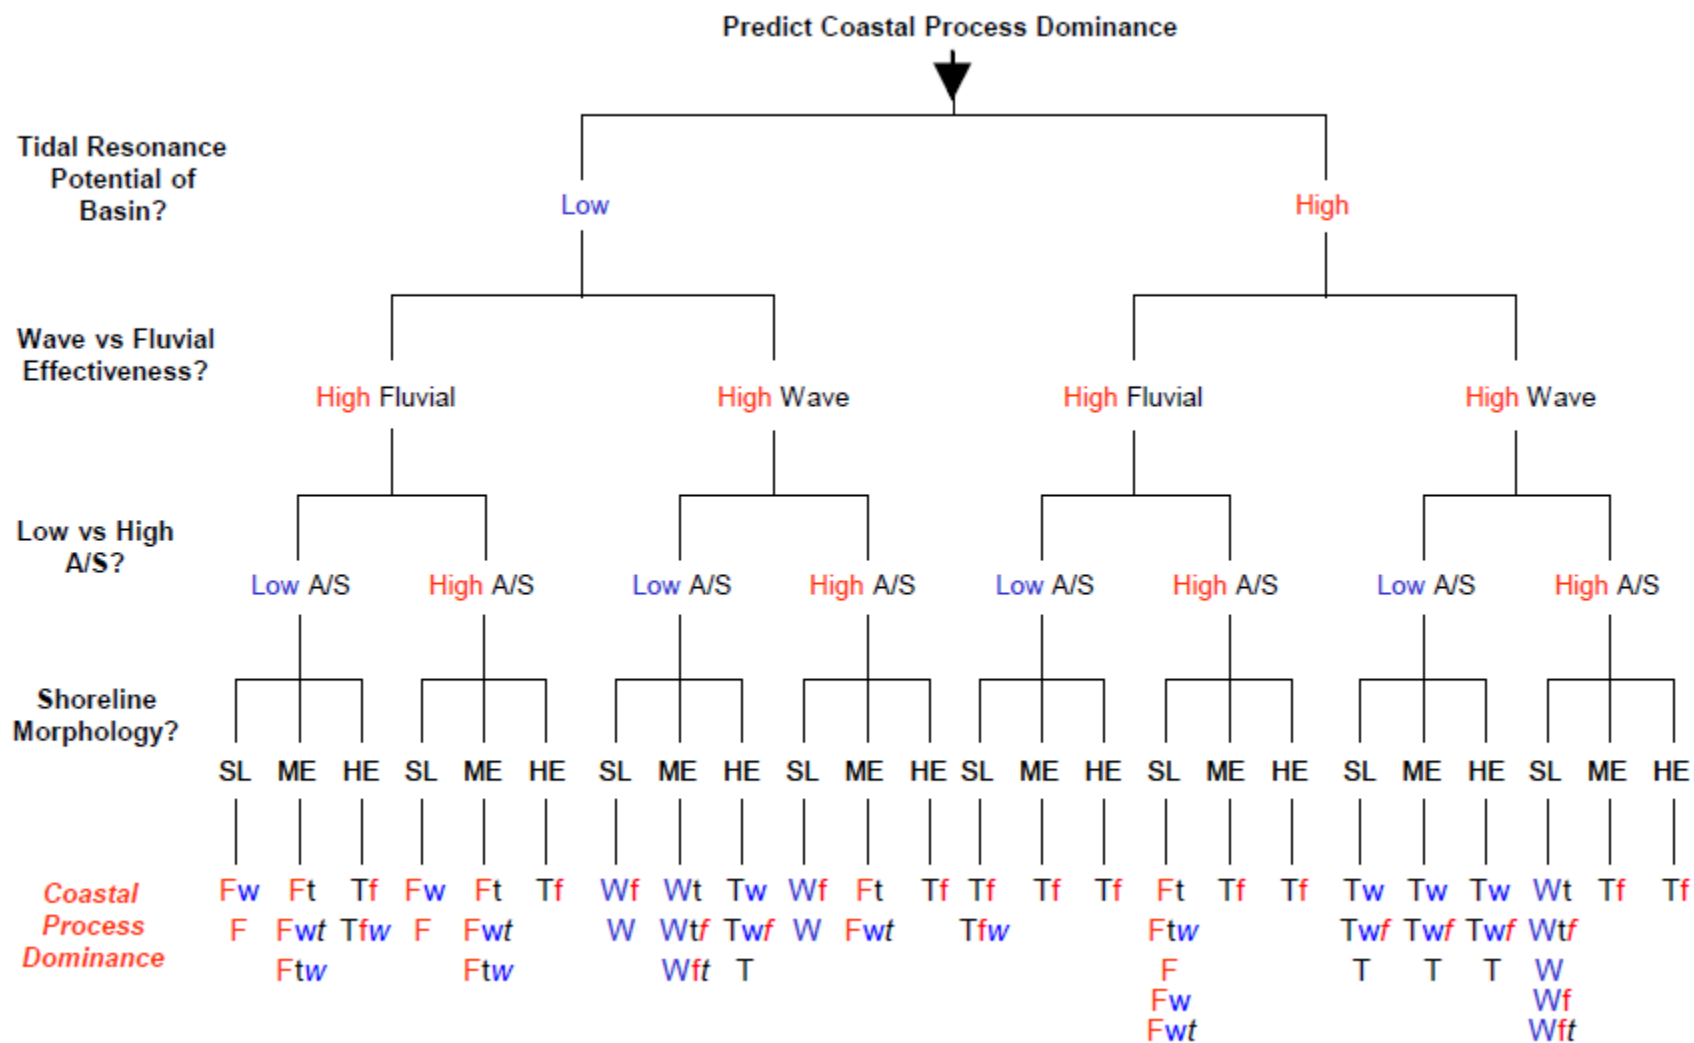 Predict Coastal Process Dominance
Tidal Resonance
Potential of
Basin?
Low High
Wave vs Fluvial
Effectiveness?
High Fluvial High Wave High Fluvial High Wave
Low vs High
A/S?
Low A/S High A/S Low A/S High A/S Low A/S High A/S Low A/S High A/S
Shoreline
Morphology?
SL ME HE SL ME HE SL ME HE SL ME HE SL ME HE SL ME HE SL ME HE SL ME HE
Coastal
Process
Dominance
Fw Ft Tf Fw Ft Tf Wf Wt Tw Wf Ft Tf Tf Tf Tf Ft Tf Tf Tw Tw Tw Wt Tf Tf
F Fwt Tfw F Fwt W Wtf Twf W Fwt Tfw Ftw Twf Twf Twf Wtf
Ftw Ftw Wft T F T T T W
Fw Wf
Fwt Wft